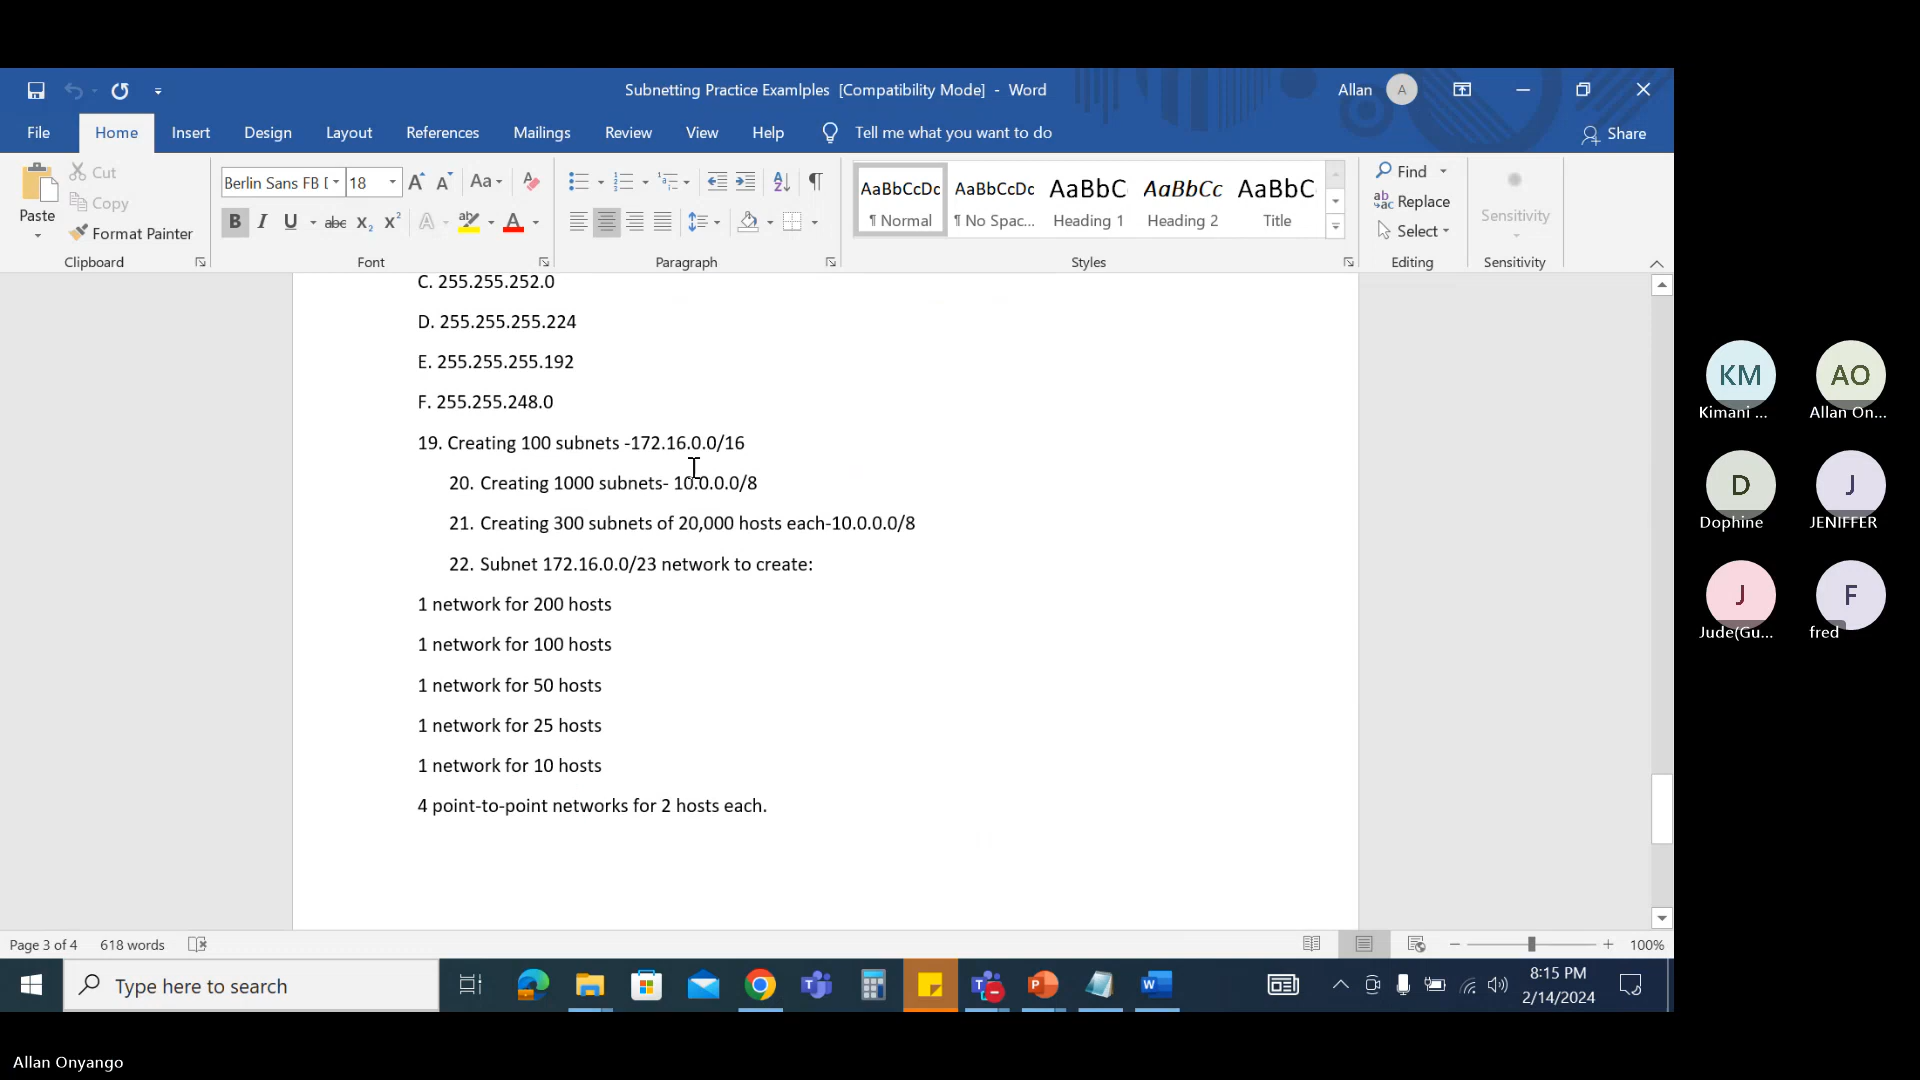 Subnetting Practice Examlples [Compatibility Mode] - Word
Allan
A
File
Home
Insert
Design
Layout
References
Mailings
Review
View
Help
Tell me what you want to do
Share
Paste
Cut
Copy
Format Painter
Clipboard
Berlin Sans FB [
18
Font
Paragraph
AaBbCcDc
¶ Normal
AaBbCcDc
¶ No Spac...
AaBbC
Heading 1
AaBbCc
Heading 2
AaBbC
Title
Styles
Find
Replace
Select
Editing
Sensitivity
Sensitivity
C. 255.255.252.0
D. 255.255.255.224
E. 255.255.255.192
F. 255.255.248.0
19. Creating 100 subnets -172.16.0.0/16
20. Creating 1000 subnets- 10.0.0.0/8
21. Creating 300 subnets of 20,000 hosts each-10.0.0.0/8
22. Subnet 172.16.0.0/23 network to create:
1 network for 200 hosts
1 network for 100 hosts
1 network for 50 hosts
1 network for 25 hosts
1 network for 10 hosts
4 point-to-point networks for 2 hosts each.
KM
Kimani ...
AO
Allan On...
D
Dophine
J
JENIFFER
J
Jude(Gu...
F
fred
Page 3 of 4
618 words
100%
Type here to search
8:15 PM
2/14/2024
Allan Onyango